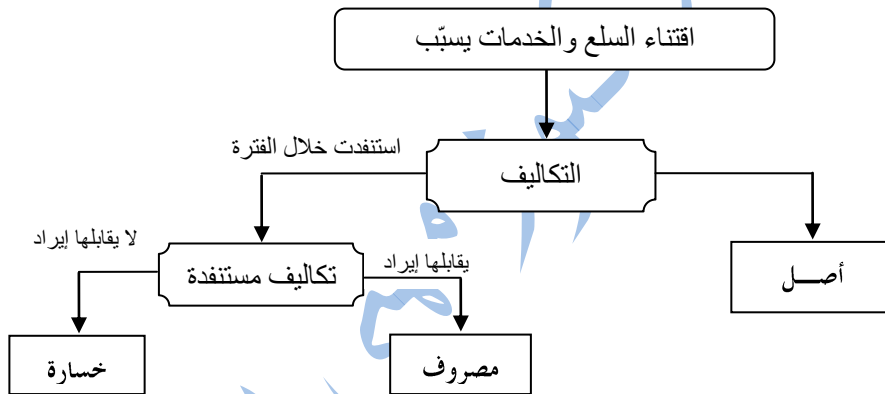 اقتناء السلع والخدمات يسبّب
استنفدت خلال الفترة
التكاليف
لا يقابلها إيراد
يقابلها إيراد
تكاليف مستنفدة
أصـــل
خسارة
مصروف